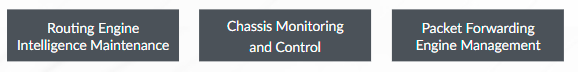 Routing Engine
Intelligence Maintenance
Chassis Monitoring
and Control
Packet Forwarding
Engine Management